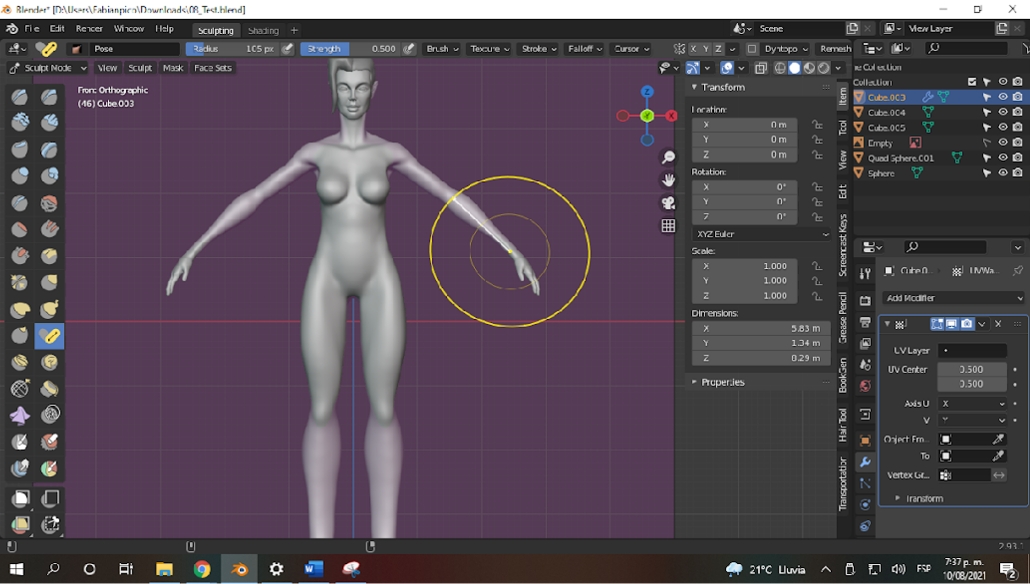 Blender* [D:\Users\Fabianpico\Downloads\08_Test.blend]
File Edit Render Window Help Sculpting Shading Scene View Layer
Pose Radius 105 px Strength 0.500 Brush Texture Stroke Falloff Cursor X Y Z Dyntopo Remesh
Sculpt Mode View Sculpt Mask Face Sets
Front Orthographic
(46) Cube.003
Z
Y
X
Transform
Location:
X 0 m
Y 0 m
Z 0 m
Rotation:
X 0°
Y 0°
Z 0°
XYZ Euler
Scale:
X 1.000
Y 1.000
Z 1.000
Dimensions:
X 5.83 m
Y 1.34 m
Z 8.29 m
Properties
Item
Tool
View
Edit
Screencast Keys
Grease Pencil
BookGen
Hair Tool
Transportation
Collection
Cube.003
Cube.004
Cube.005
Empty
Quad Sphere.001
Sphere
Cube.0... UVWa...
Add Modifier
UV Layer
UV Center 0.500
0.500
Axis U X
V Y
Object Fro...
To
Vertex Gr...
Transform
2.93.1
21°C Lluvia ESP 7:37 p. m.
10/08/2021
2